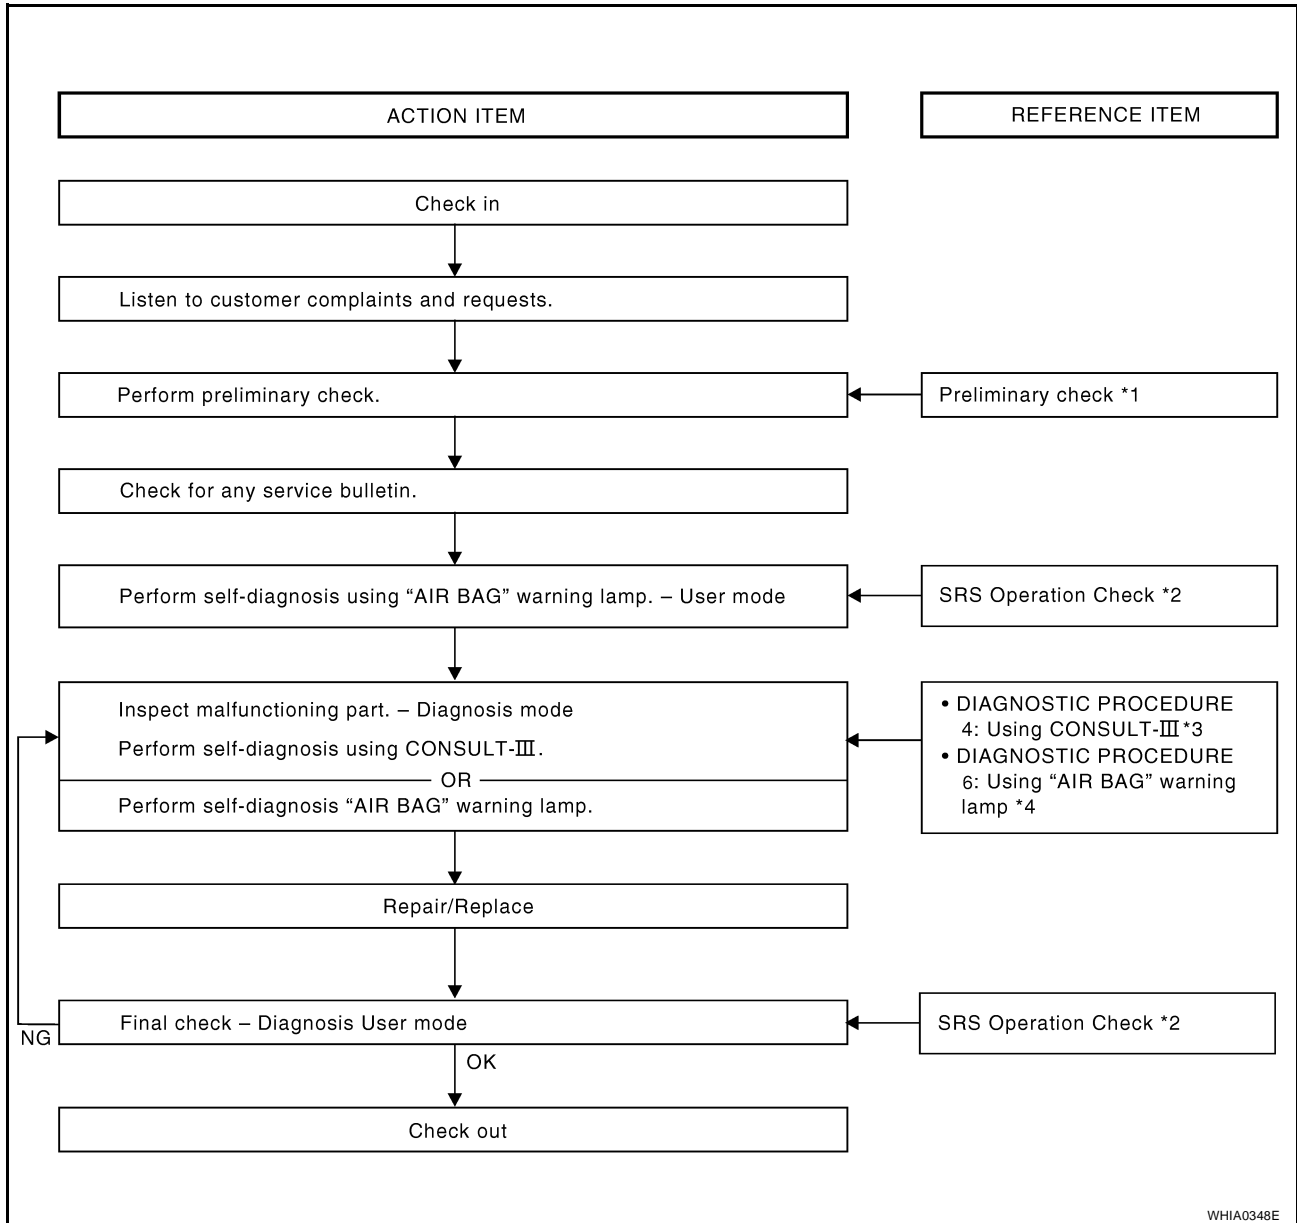 ACTION ITEM
REFERENCE ITEM
Check in
Listen to customer complaints and requests.
Perform preliminary check.
Preliminary check *1
Check for any service bulletin.
Perform self-diagnosis using “AIR BAG” warning lamp. – User mode
SRS Operation Check *2
Inspect malfunctioning part. – Diagnosis mode
Perform self-diagnosis using CONSULT-III.
OR
Perform self-diagnosis “AIR BAG” warning lamp.
• DIAGNOSTIC PROCEDURE
4: Using CONSULT-III *3
• DIAGNOSTIC PROCEDURE
6: Using “AIR BAG” warning
lamp *4
Repair/Replace
Final check – Diagnosis User mode
SRS Operation Check *2
NG
OK
Check out
WHIA0348E